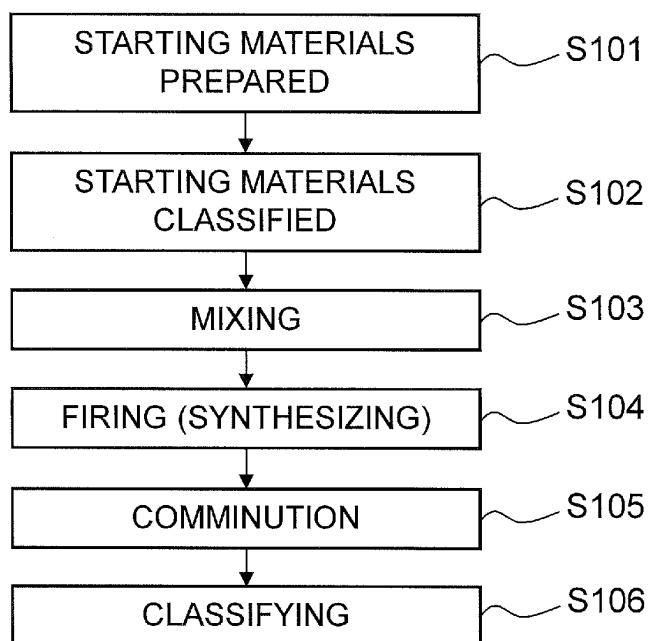 STARTING MATERIALS
PREPARED
S101
STARTING MATERIALS
CLASSIFIED
S102
MIXING
S103
FIRING (SYNTHESIZING)
S104
COMMINUTION
S105
CLASSIFYING
S106